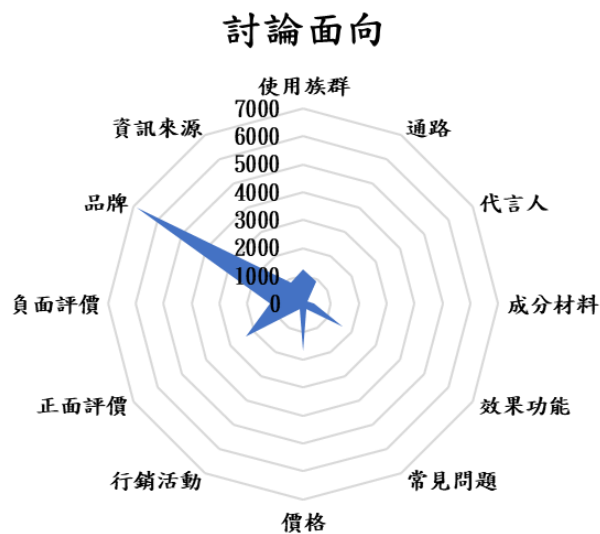 討論面向
使用族群
7000
資訊來源
通路
6000
5000
品牌
代言人
4000
3000
2000
1000
負面評價
0
成分材料
正面評價
效果功能
行銷活動
常見問題
價格